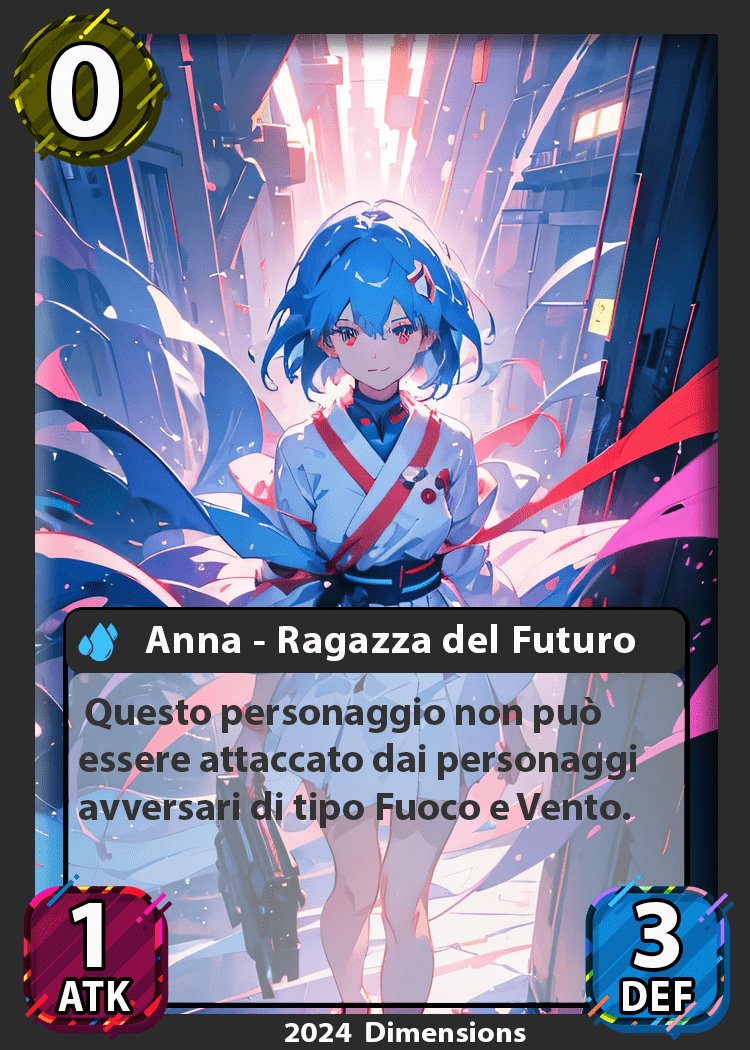 0
Anna - Ragazza del Futuro
Questo personaggio non può
essere attaccato dai personaggi
avversari di tipo Fuoco e Vento.
1
ATK
3
DEF
2024 Dimensions